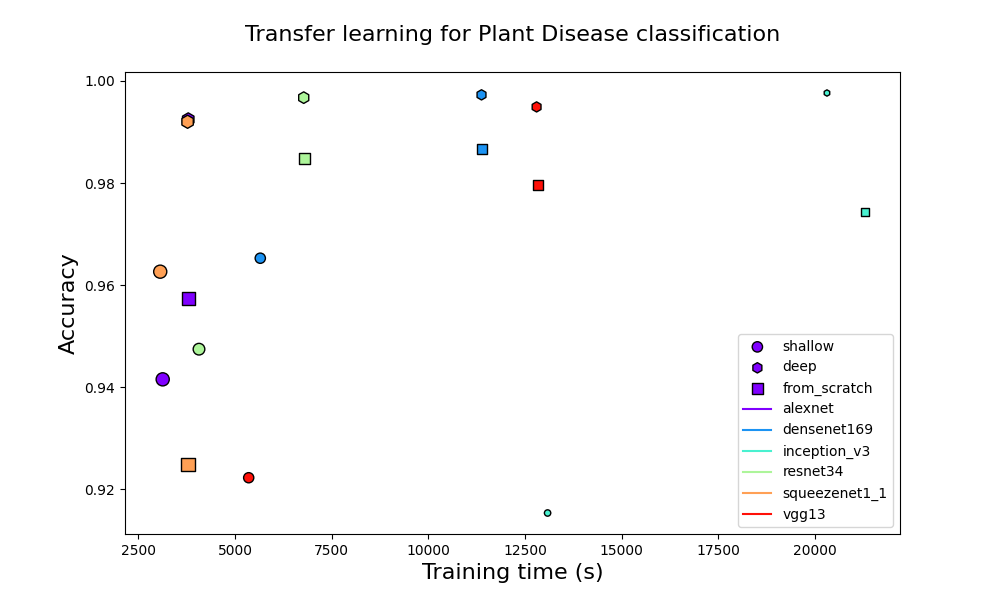 Transfer learning for Plant Disease classification
1.00
0.98
0.96
0.94
0.92
Accuracy
shallow
deep
from_scratch
alexnet
densenet169
inception_v3
resnet34
squeezenet1_1
vgg13
2500 5000 7500 10000 12500 15000 17500 20000
Training time (s)